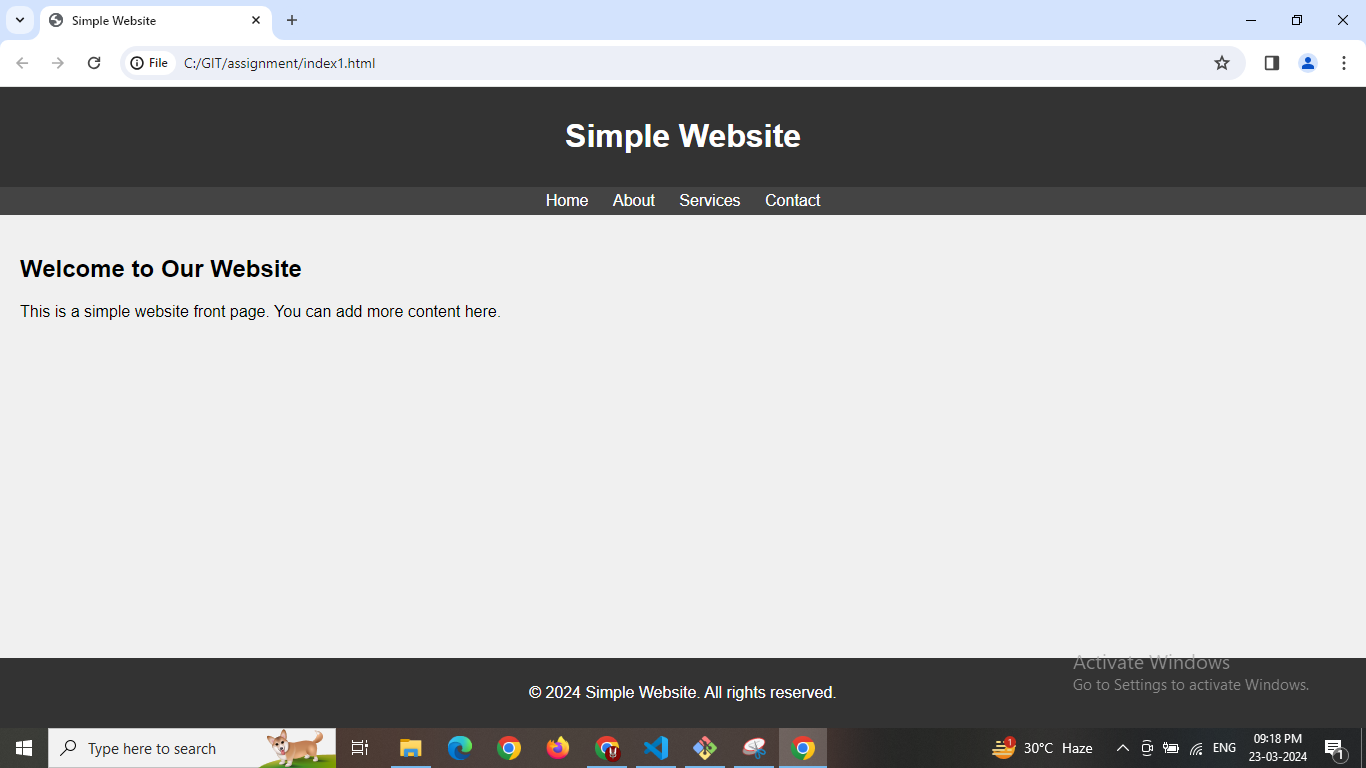 Simple Website
File C:/GIT/assignment/index1.html
Simple Website
Home About Services Contact
Welcome to Our Website
This is a simple website front page. You can add more content here.
Activate Windows
Go to Settings to activate Windows.
© 2024 Simple Website. All rights reserved.
Type here to search
1
30°C Haze
ENG
09:18 PM
23-03-2024
1